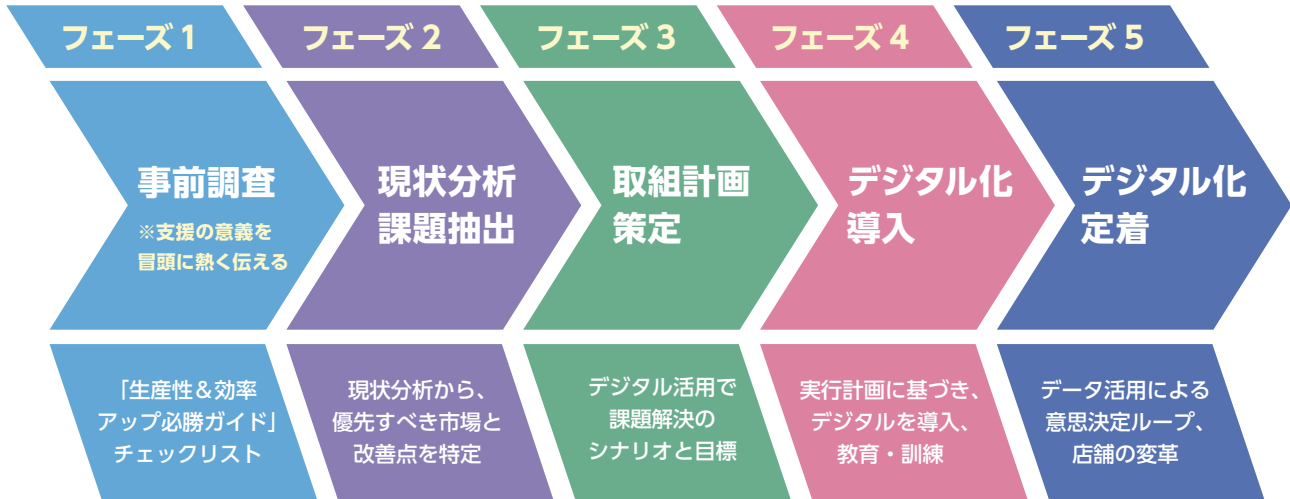 フェーズ 1
フェーズ 2
フェーズ 3
フェーズ 4
フェーズ 5
事前調査
※支援の意義を
冒頭に熱く伝える
現状分析
課題抽出
取組計画
策定
デジタル化
導入
デジタル化
定着
「生産性&効率
アップ必勝ガイド」
チェックリスト
現状分析から、
優先すべき市場と
改善点を特定
デジタル活用で
課題解決の
シナリオと目標
実行計画に基づき、
デジタルを導入、
教育・訓練
データ活用による
意思決定ループ、
店舗の変革